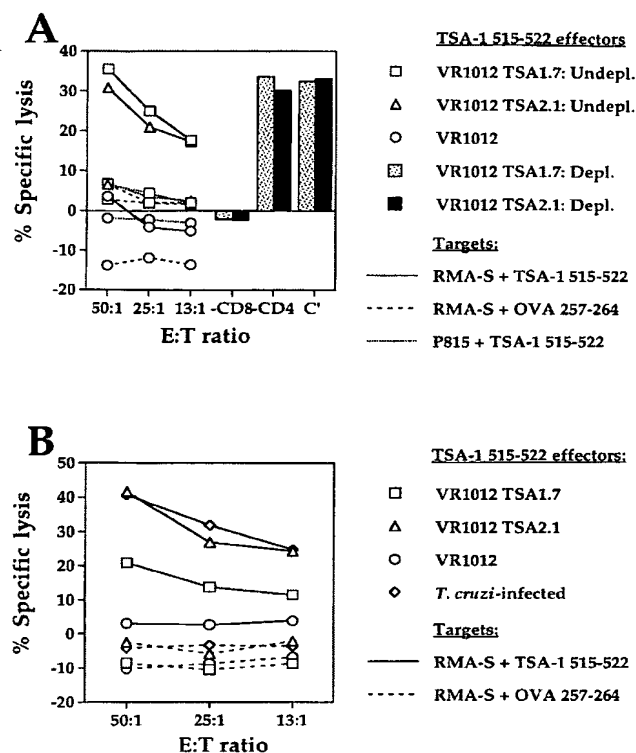 A
40
30
20
10
0
-10
-20
% Specific lysis
50:1 25:1 13:1 -CD8 -CD4 C'
E:T ratio
TSA-1 515-522 effectors
VR1012 TSA1.7: Undepl.
VR1012 TSA2.1: Undepl.
VR1012
VR1012 TSA1.7: Depl.
VR1012 TSA2.1: Depl.
Targets:
RMA-S + TSA-1 515-522
RMA-S + OVA 257-264
P815 + TSA-1 515-522
B
50
40
30
20
10
0
-10
-20
% Specific lysis
50:1 25:1 13:1
E:T ratio
TSA-1 515-522 effectors:
VR1012 TSA1.7
VR1012 TSA2.1
VR1012
T. cruzi-infected
Targets:
RMA-S + TSA-1 515-522
RMA-S + OVA 257-264